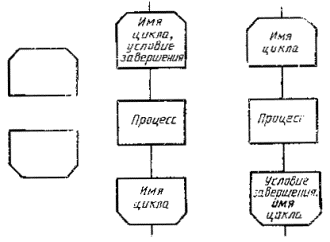 Имя
цикла,
условие
завершения
Процесс
Имя
цикла
Имя
цикла
Процесс
Условие
завершения,
имя
цикла